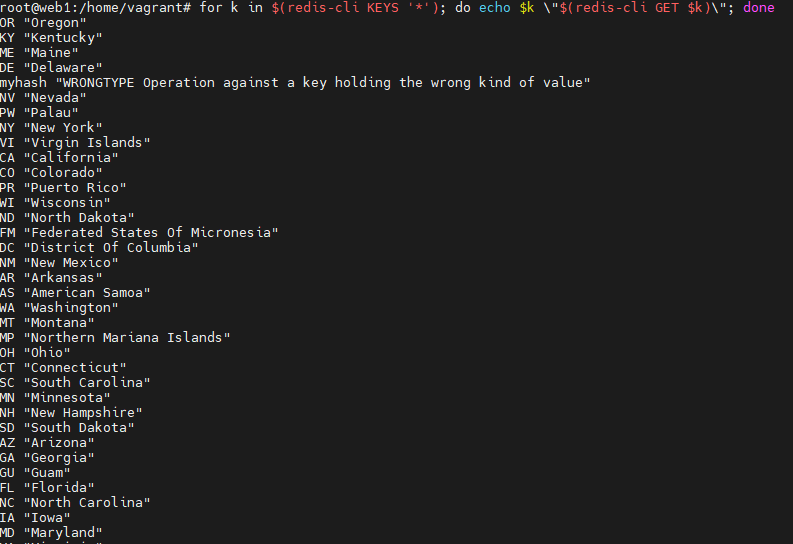 root@web1:/home/vagrant# for k in $(redis-cli KEYS '*'); do echo $k \"$(redis-cli GET $k)\"; done
OR "Oregon"
KY "Kentucky"
ME "Maine"
DE "Delaware"
myhash "WRONGTYPE Operation against a key holding the wrong kind of value"
NV "Nevada"
PW "Palau"
NY "New York"
VI "Virgin Islands"
CA "California"
CO "Colorado"
PR "Puerto Rico"
WI "Wisconsin"
ND "North Dakota"
FM "Federated States Of Micronesia"
DC "District Of Columbia"
NM "New Mexico"
AR "Arkansas"
AS "American Samoa"
WA "Washington"
MT "Montana"
MP "Northern Mariana Islands"
OH "Ohio"
CT "Connecticut"
SC "South Carolina"
MN "Minnesota"
NH "New Hampshire"
SD "South Dakota"
AZ "Arizona"
GA "Georgia"
GU "Guam"
FL "Florida"
NC "North Carolina"
IA "Iowa"
MD "Maryland"